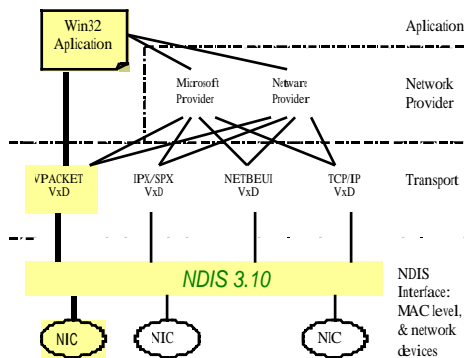 Win32
Aplication
Aplication
Microsoft
Provider
Netware
Provider
Network
Provider
VPACKET
VxD
IPX/SPX
VxD
NETBEUI
VxD
TCP/IP
VxD
Transport
NDIS 3.10
NDIS
Interface:
MAC level,
& network
devices
NIC
NIC
NIC